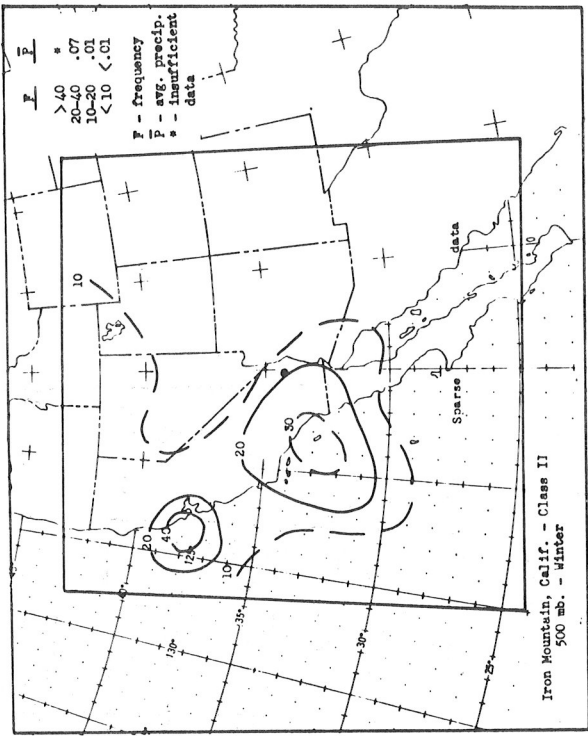 F P̄
>40 *
20-40 .07
10-20 .01
<10 <.01
F - frequency
P̄ - avg. precip.
* - insufficient
data
10
20
40
125°
130°
40°
10
20
30
35°
30°
25°
Sparse
data
10
Iron Mountain, Calif. - Class II
500 mb. - Winter